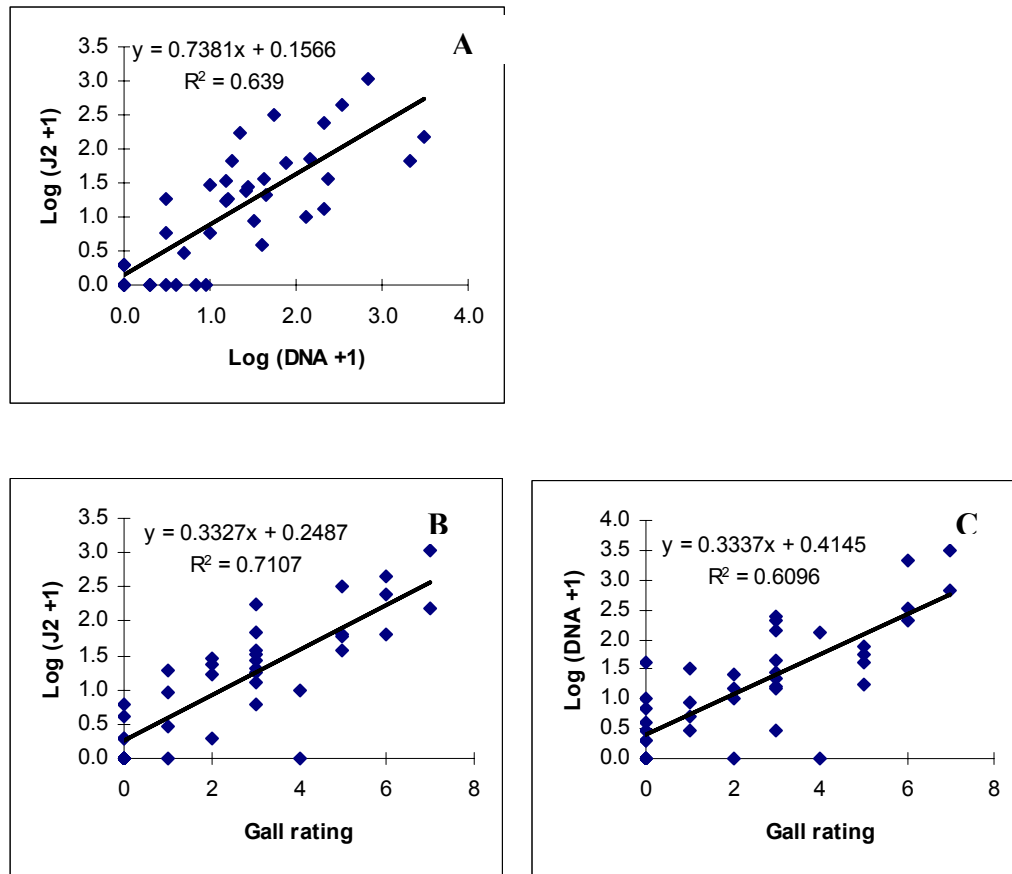 A
y = 0.7381x + 0.1566
R² = 0.639
3.5
3.0
2.5
2.0
1.5
1.0
0.5
0.0
Log (J2 +1)
0.0 1.0 2.0 3.0 4.0
Log (DNA +1)
B
y = 0.3327x + 0.2487
R² = 0.7107
3.5
3.0
2.5
2.0
1.5
1.0
0.5
0.0
Log (J2 +1)
0 2 4 6 8
Gall rating
C
y = 0.3337x + 0.4145
R² = 0.6096
4.0
3.5
3.0
2.5
2.0
1.5
1.0
0.5
0.0
Log (DNA +1)
0 2 4 6 8
Gall rating